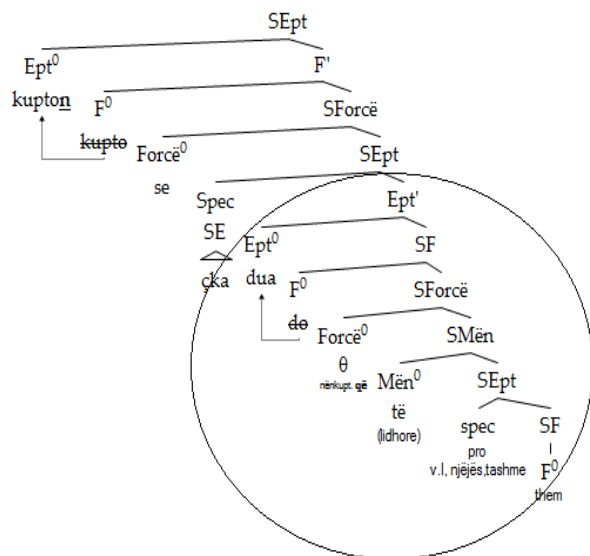 SEpt
Ept⁰ F'
kupton F⁰ SForcë
kupto Forcë⁰ SEpt
se Spec Ept'
SE Ept⁰ SF
çka dua F⁰ SForcë
do Forcë⁰ SMën
θ Mën⁰ SEpt
nënkupt. që
të spec SF
(lidhore) pro
v.I, njëjës,tashme F⁰
them